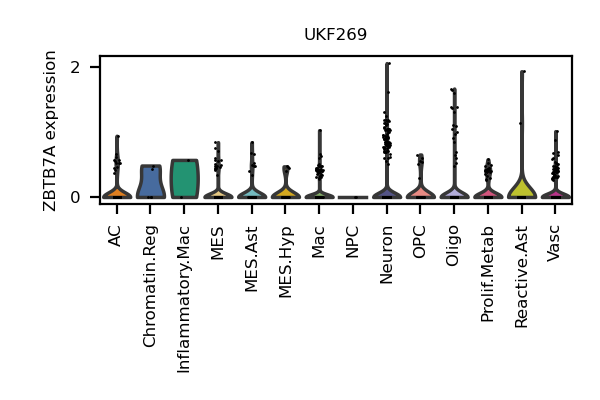 UKF269
ZBTB7A expression
2
0
AC
Chromatin.Reg
Inflammatory.Mac
MES
MES.Ast
MES.Hyp
Mac
NPC
Neuron
OPC
Oligo
Prolif.Metab
Reactive.Ast
Vasc